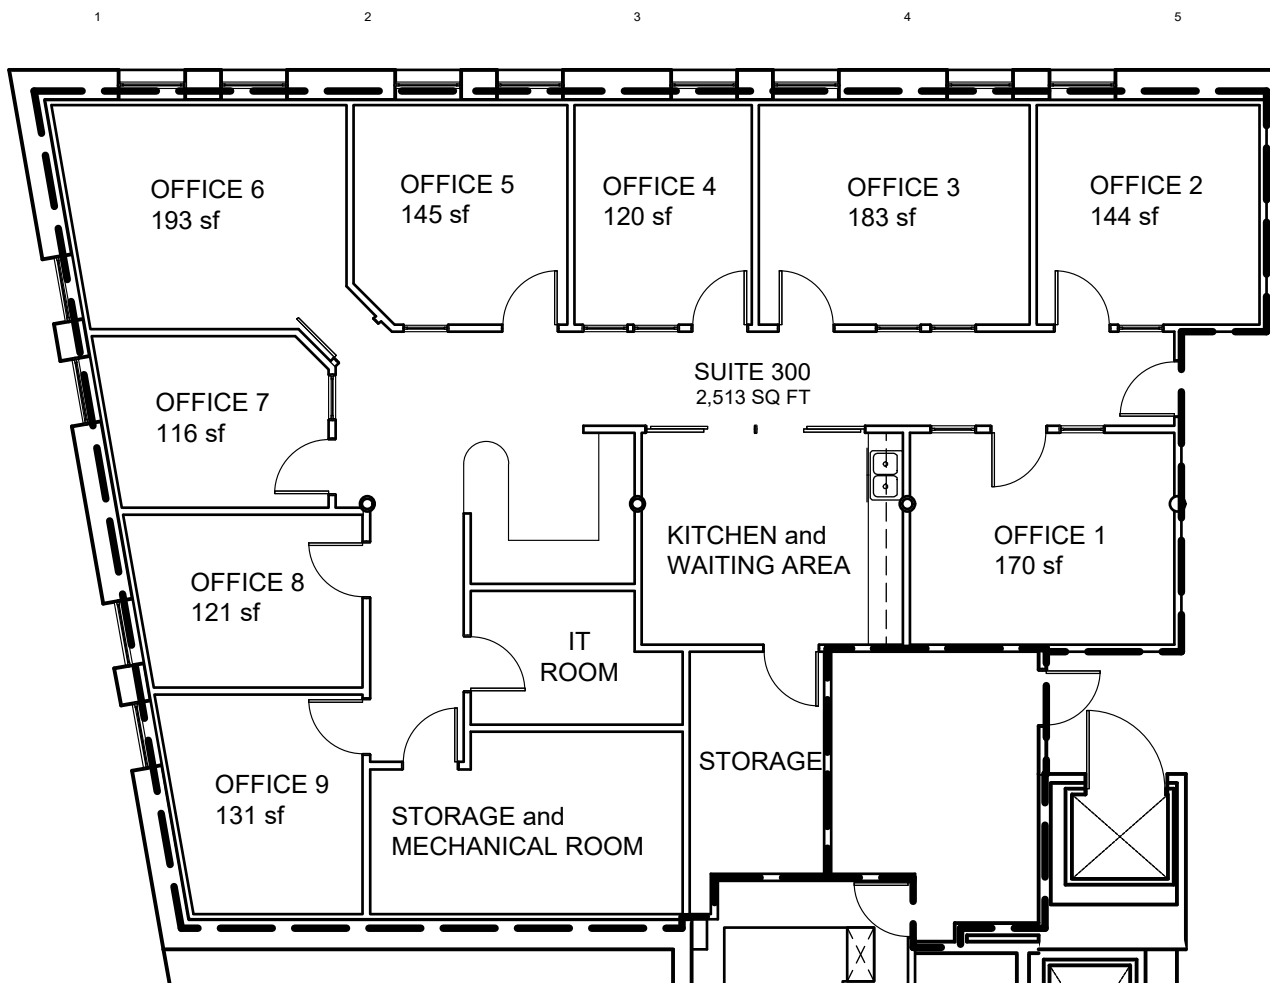 1 2 3 4 5
OFFICE 6
193 sf
OFFICE 5
145 sf
OFFICE 4
120 sf
OFFICE 3
183 sf
OFFICE 2
144 sf
SUITE 300
2,513 SQ FT
OFFICE 7
116 sf
KITCHEN and
WAITING AREA
OFFICE 1
170 sf
OFFICE 8
121 sf
IT
ROOM
STORAGE
OFFICE 9
131 sf
STORAGE and
MECHANICAL ROOM